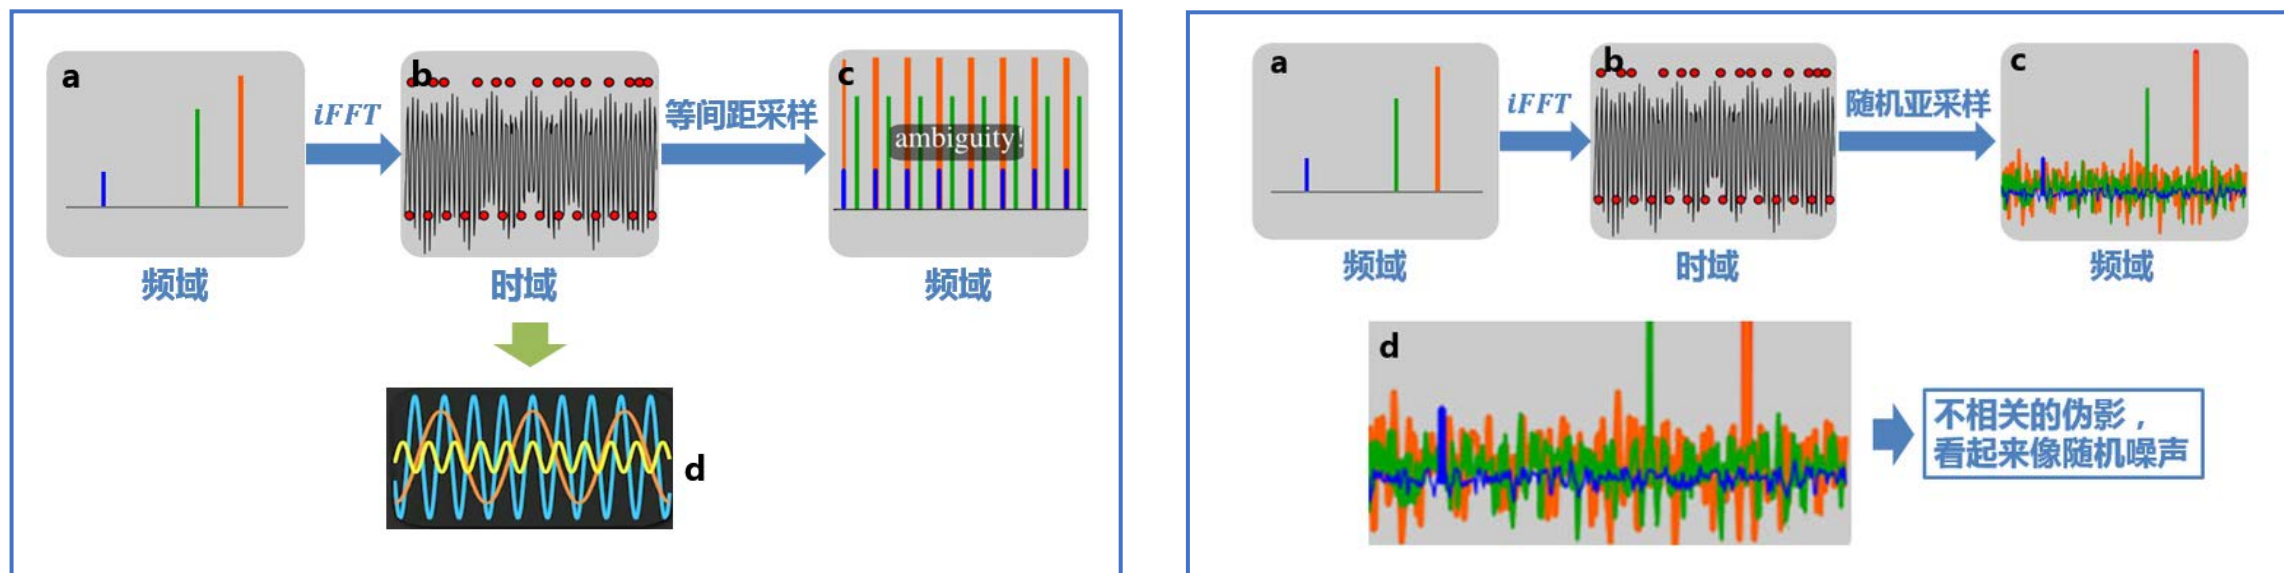 a
iFFT
b
等间距采样
c
ambiguity!
频域
时域
频域
d
a
iFFT
b
随机亚采样
c
频域
时域
频域
d
不相关的伪影，
看起来像随机噪声